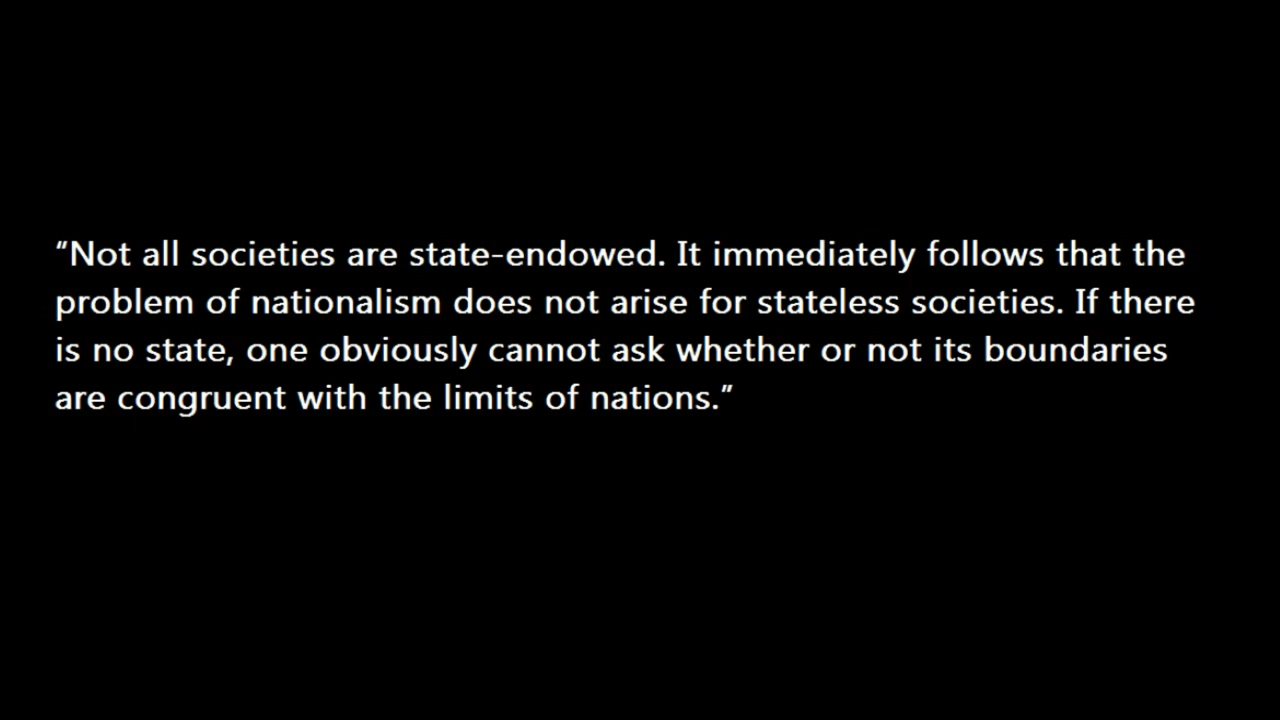 “Not all societies are state-endowed. It immediately follows that the
problem of nationalism does not arise for stateless societies. If there
is no state, one obviously cannot ask whether or not its boundaries
are congruent with the limits of nations.”